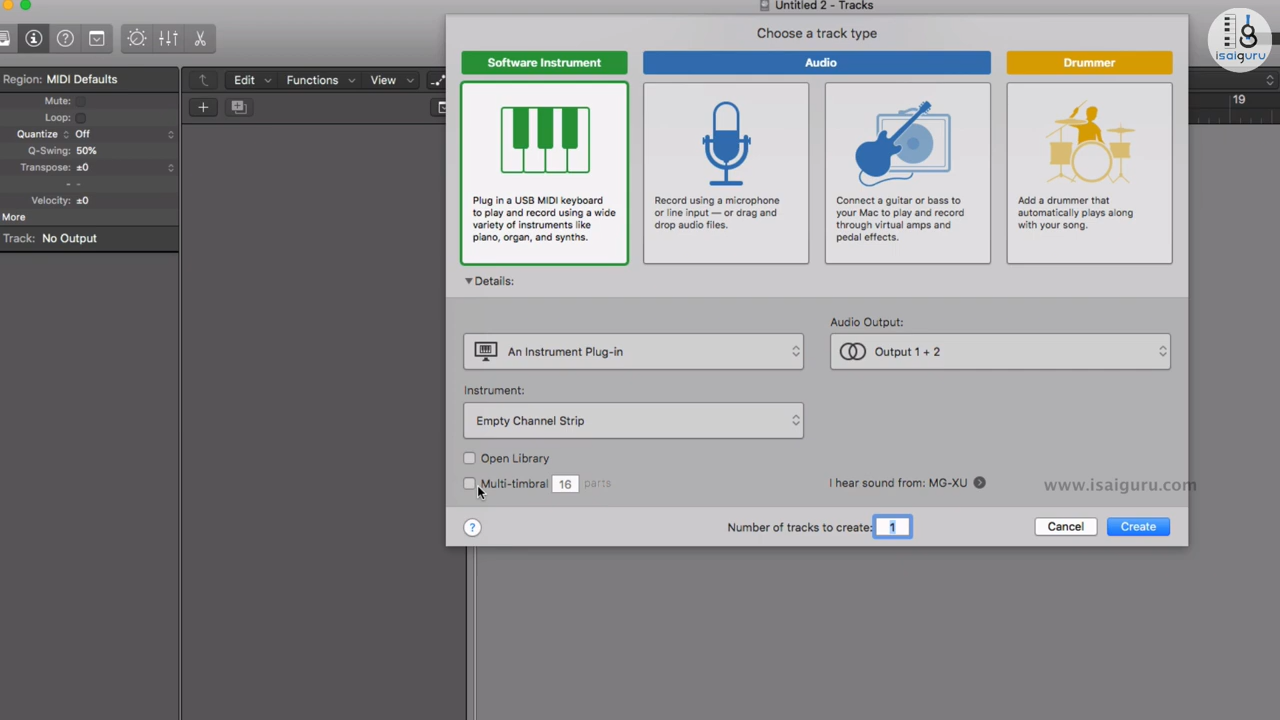 Untitled 2 - Tracks
isaiguru
Region: MIDI Defaults
Mute:
Loop:
Quantize Off
Q-Swing: 50%
Transpose: ±0
- -
Velocity: ±0
More
Track: No Output
Edit Functions View
19
Choose a track type
Software Instrument
Audio
Drummer
Plug in a USB MIDI keyboard
to play and record using a wide
variety of instruments like
piano, organ, and synths.
Record using a microphone
or line input — or drag and
drop audio files.
Connect a guitar or bass to
your Mac to play and record
through virtual amps and
pedal effects.
Add a drummer that
automatically plays along
with your song.
Details:
An Instrument Plug-in
Audio Output:
Output 1 + 2
Instrument:
Empty Channel Strip
Open Library
Multi-timbral 16 parts
I hear sound from: MG-XU
www.isaiguru.com
?
Number of tracks to create: 1
Cancel
Create